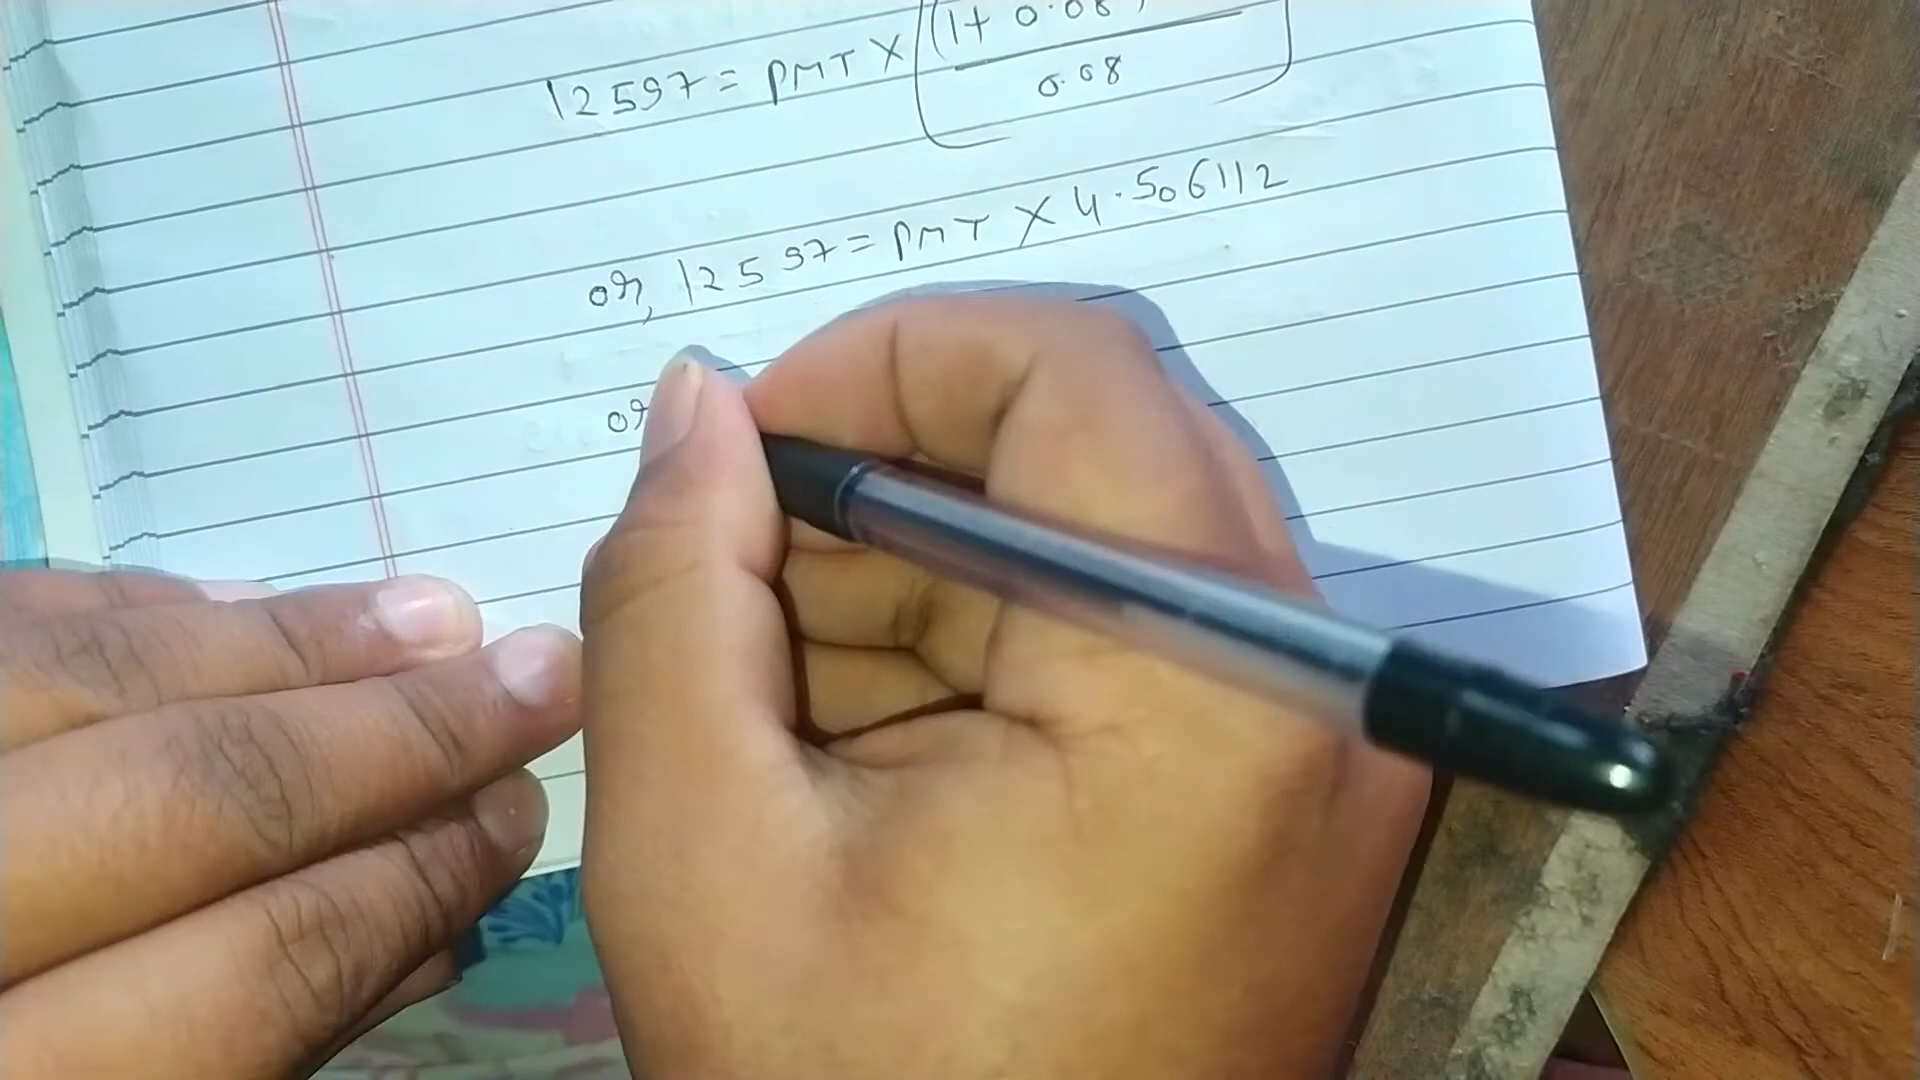 12597 = PMT × (1+ 0.08
0.08
or, 12597 = PMT × 4.506112
or